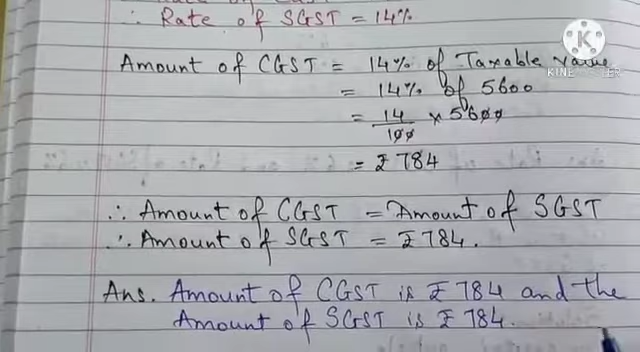 ∴ Rate of SGST = 14%
Amount of CGST = 14% of Taxable value
= 14% of 5600
= 14/100 × 5600
= ₹ 784
∴ Amount of CGST = Amount of SGST
∴ Amount of SGST = ₹ 784.
Ans. Amount of CGST is ₹ 784 and the
Amount of SGST is ₹ 784.
KINEMASTER